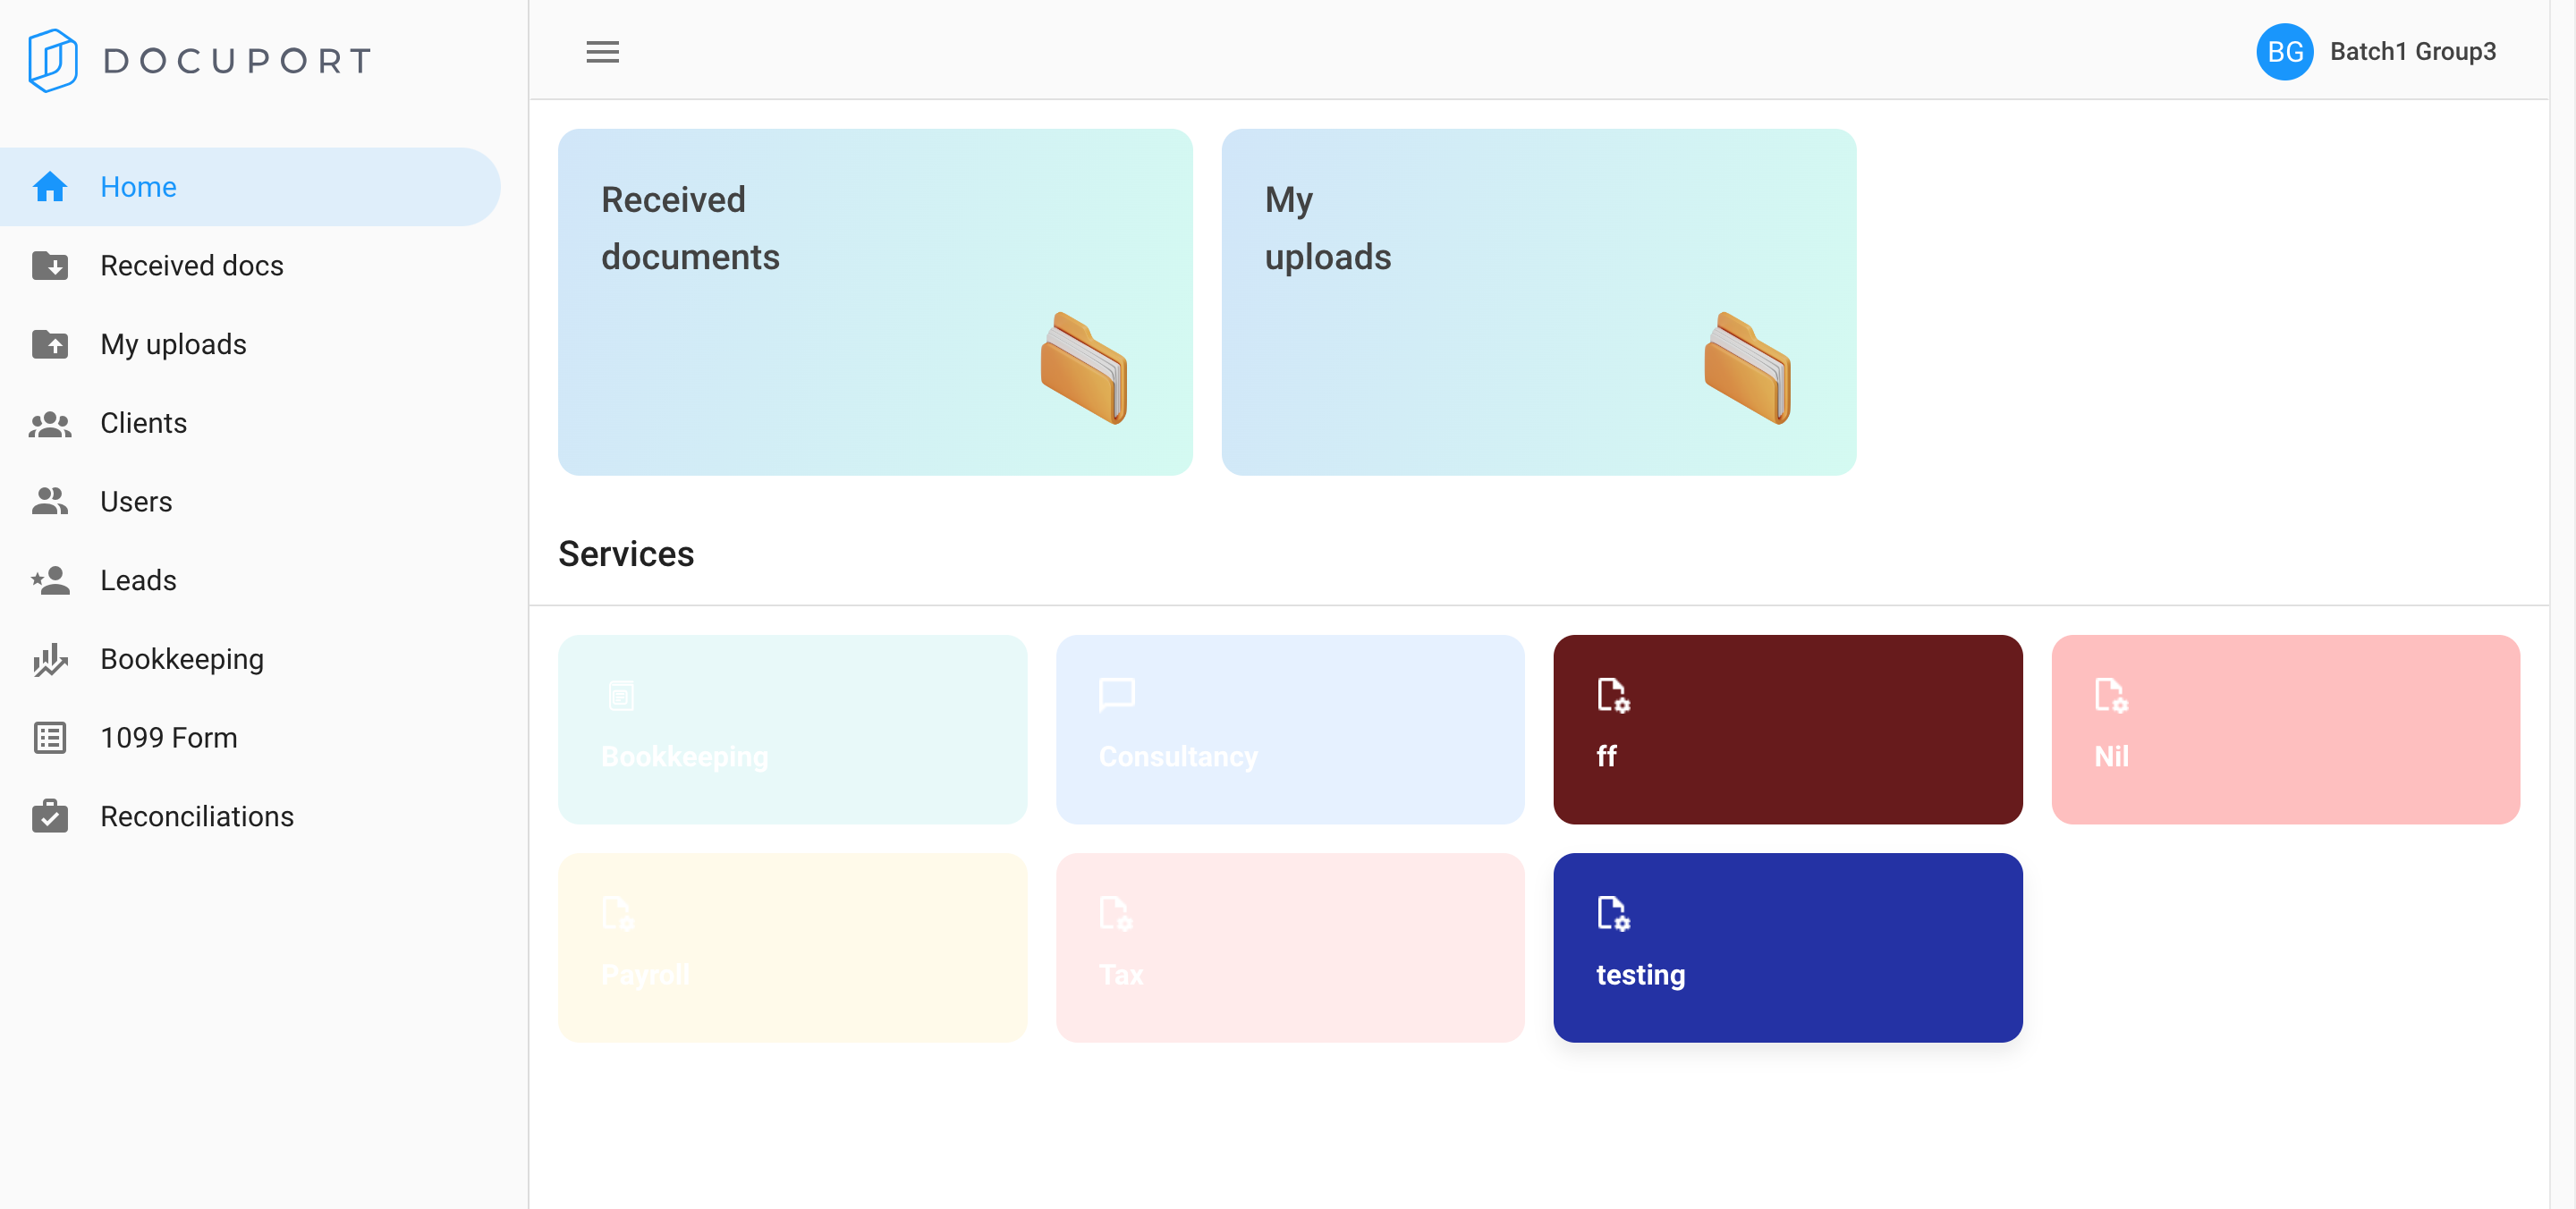 DOCUPORT
BG Batch1 Group3
Home
Received docs
My uploads
Clients
Users
Leads
Bookkeeping
1099 Form
Reconciliations
Received
documents
My
uploads
Services
Bookkeeping
Consultancy
ff
Nil
Payroll
Tax
testing